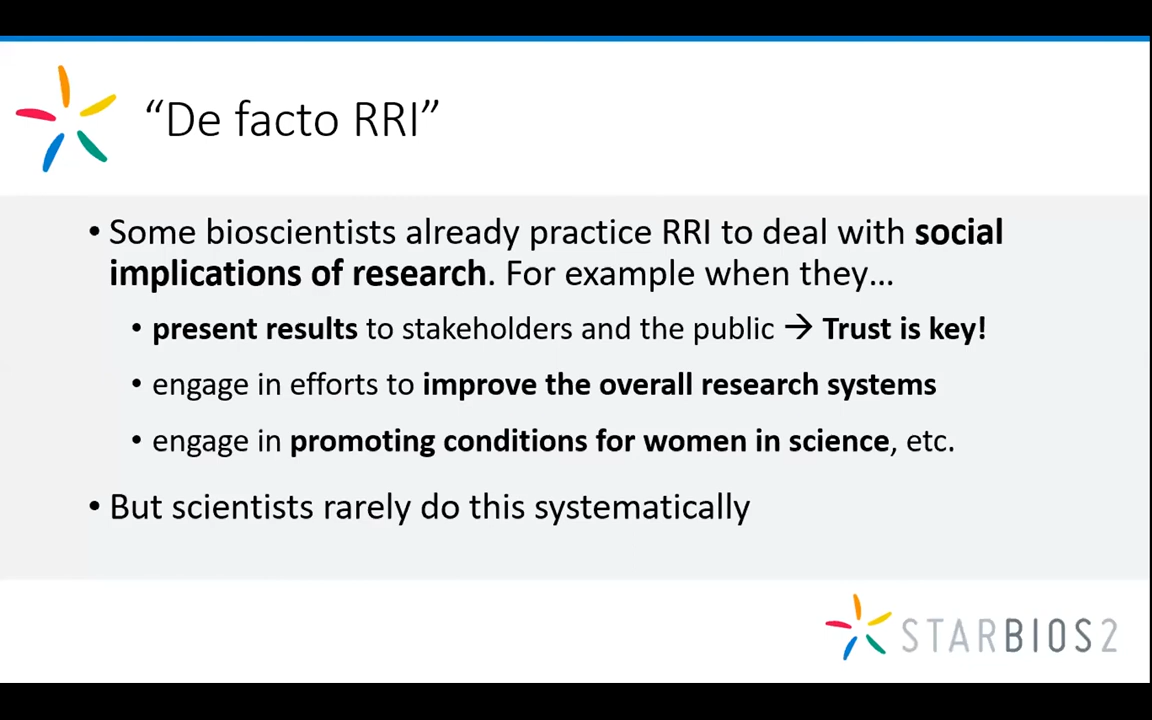 “De facto RRI”
• Some bioscientists already practice RRI to deal with social
implications of research. For example when they…
• present results to stakeholders and the public → Trust is key!
• engage in efforts to improve the overall research systems
• engage in promoting conditions for women in science, etc.
• But scientists rarely do this systematically
STARBIOS2